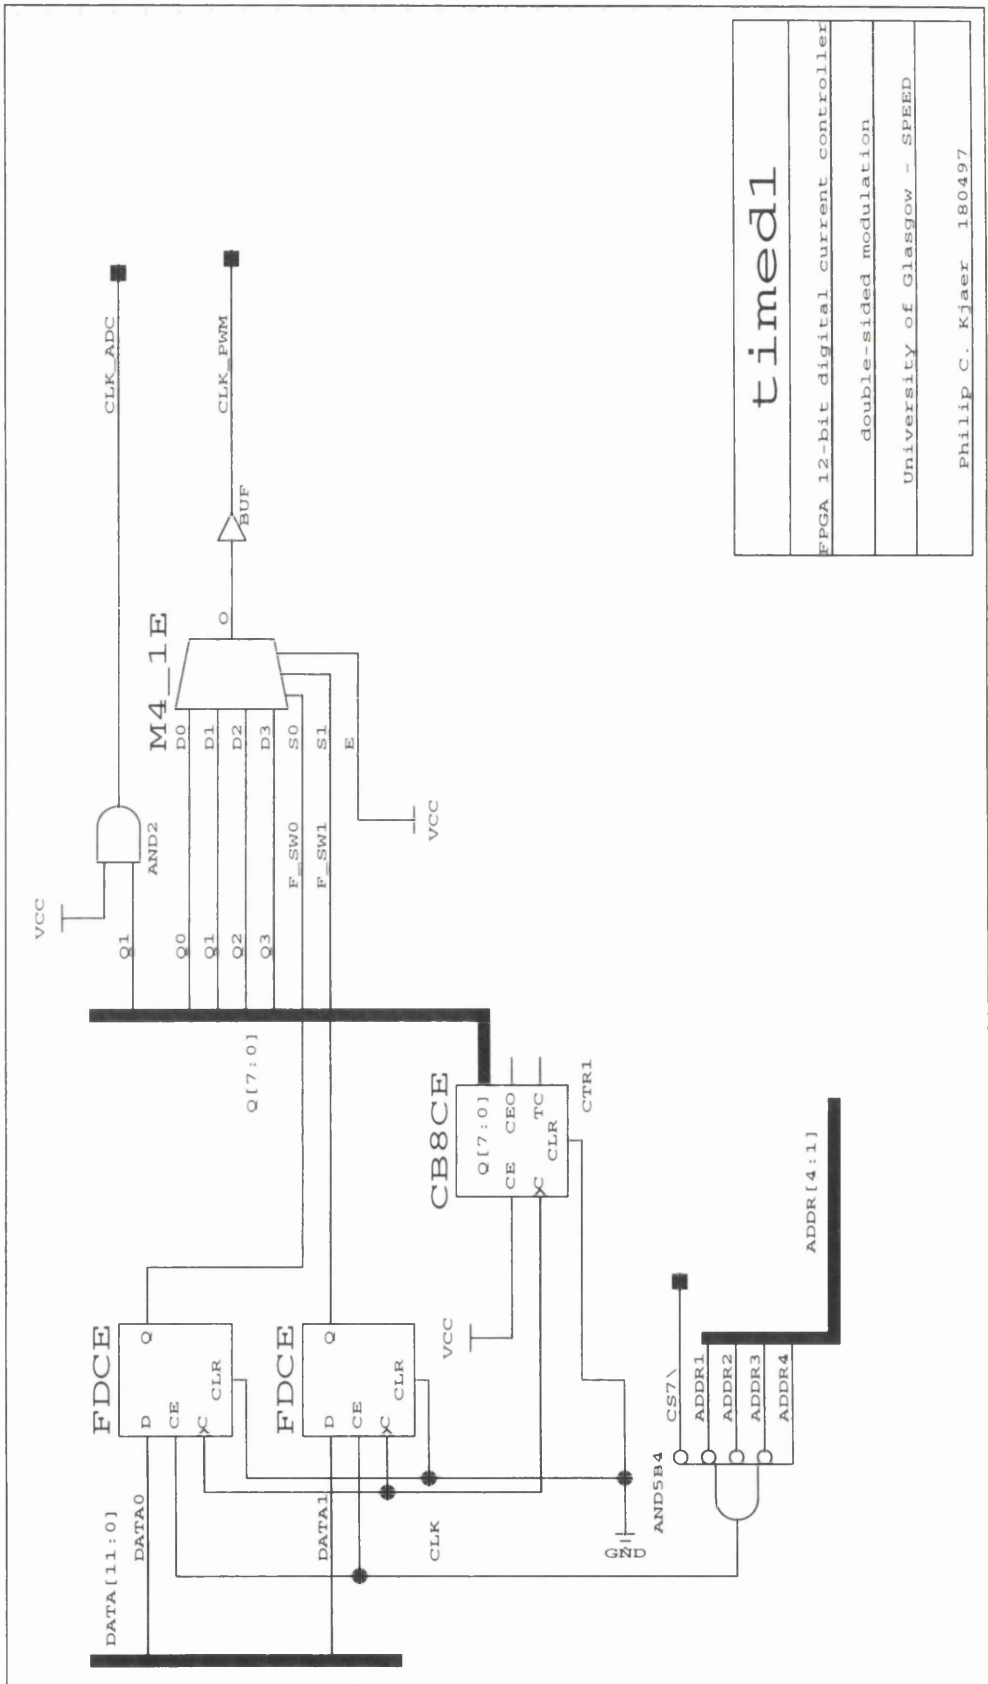 VCC
Q1
AND2
CLK_ADC
M4_1E
Q0
D0
Q1
D1
Q2
D2
Q3
D3
O
BUF
CLK_PWM
F_SW0
S0
F_SW1
S1
E
VCC
Q[7:0]
FDCE
D
CE
C
CLR
Q
FDCE
D
CE
C
CLR
Q
DATA[11:0]
DATA0
DATA1
CLK
CB8CE
Q[7:0]
CE
CEO
C
TC
CLR
CTR1
VCC
GND
AND5B4
CS7\
ADDR1
ADDR2
ADDR3
ADDR4
ADDR[4:1]
timed1
FPGA 12-bit digital current controller
double-sided modulation
University of Glasgow - SPEED
Philip C. Kjaer 180497